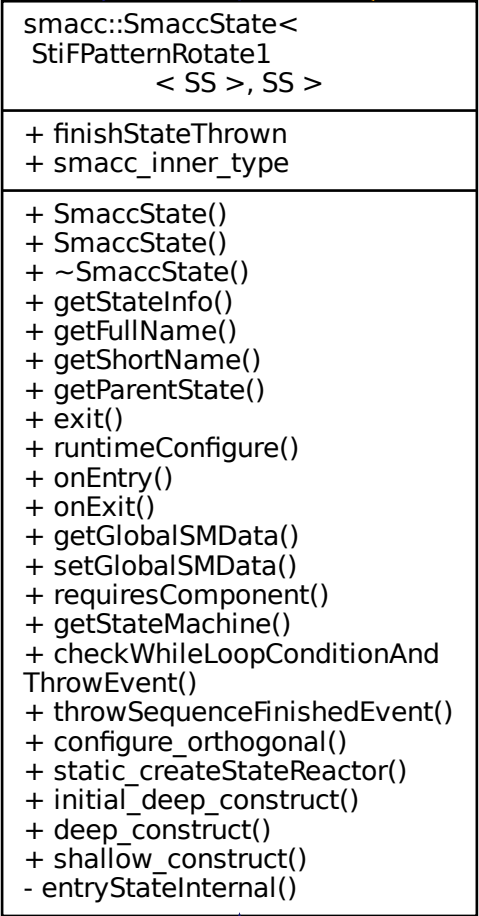 smacc::SmaccState<
StiFPatternRotate1
< SS >, SS >
+ finishStateThrown
+ smacc_inner_type
+ SmaccState()
+ SmaccState()
+ ~SmaccState()
+ getStateInfo()
+ getFullName()
+ getShortName()
+ getParentState()
+ exit()
+ runtimeConfigure()
+ onEntry()
+ onExit()
+ getGlobalSMData()
+ setGlobalSMData()
+ requiresComponent()
+ getStateMachine()
+ checkWhileLoopConditionAnd
ThrowEvent()
+ throwSequenceFinishedEvent()
+ configure_orthogonal()
+ static_createStateReactor()
+ initial_deep_construct()
+ deep_construct()
+ shallow_construct()
- entryStateInternal()